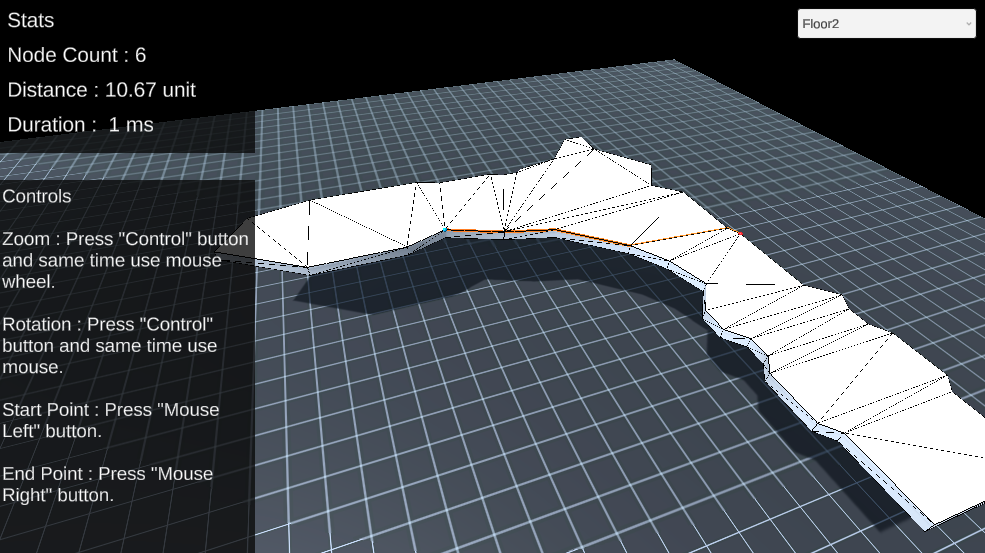 Stats
Floor2
Node Count : 6
Distance : 10.67 unit
Duration :  1 ms
Controls
Zoom : Press "Control" button
and same time use mouse
wheel.
Rotation : Press "Control"
button and same time use
mouse.
Start Point : Press "Mouse
Left" button.
End Point : Press "Mouse
Right" button.